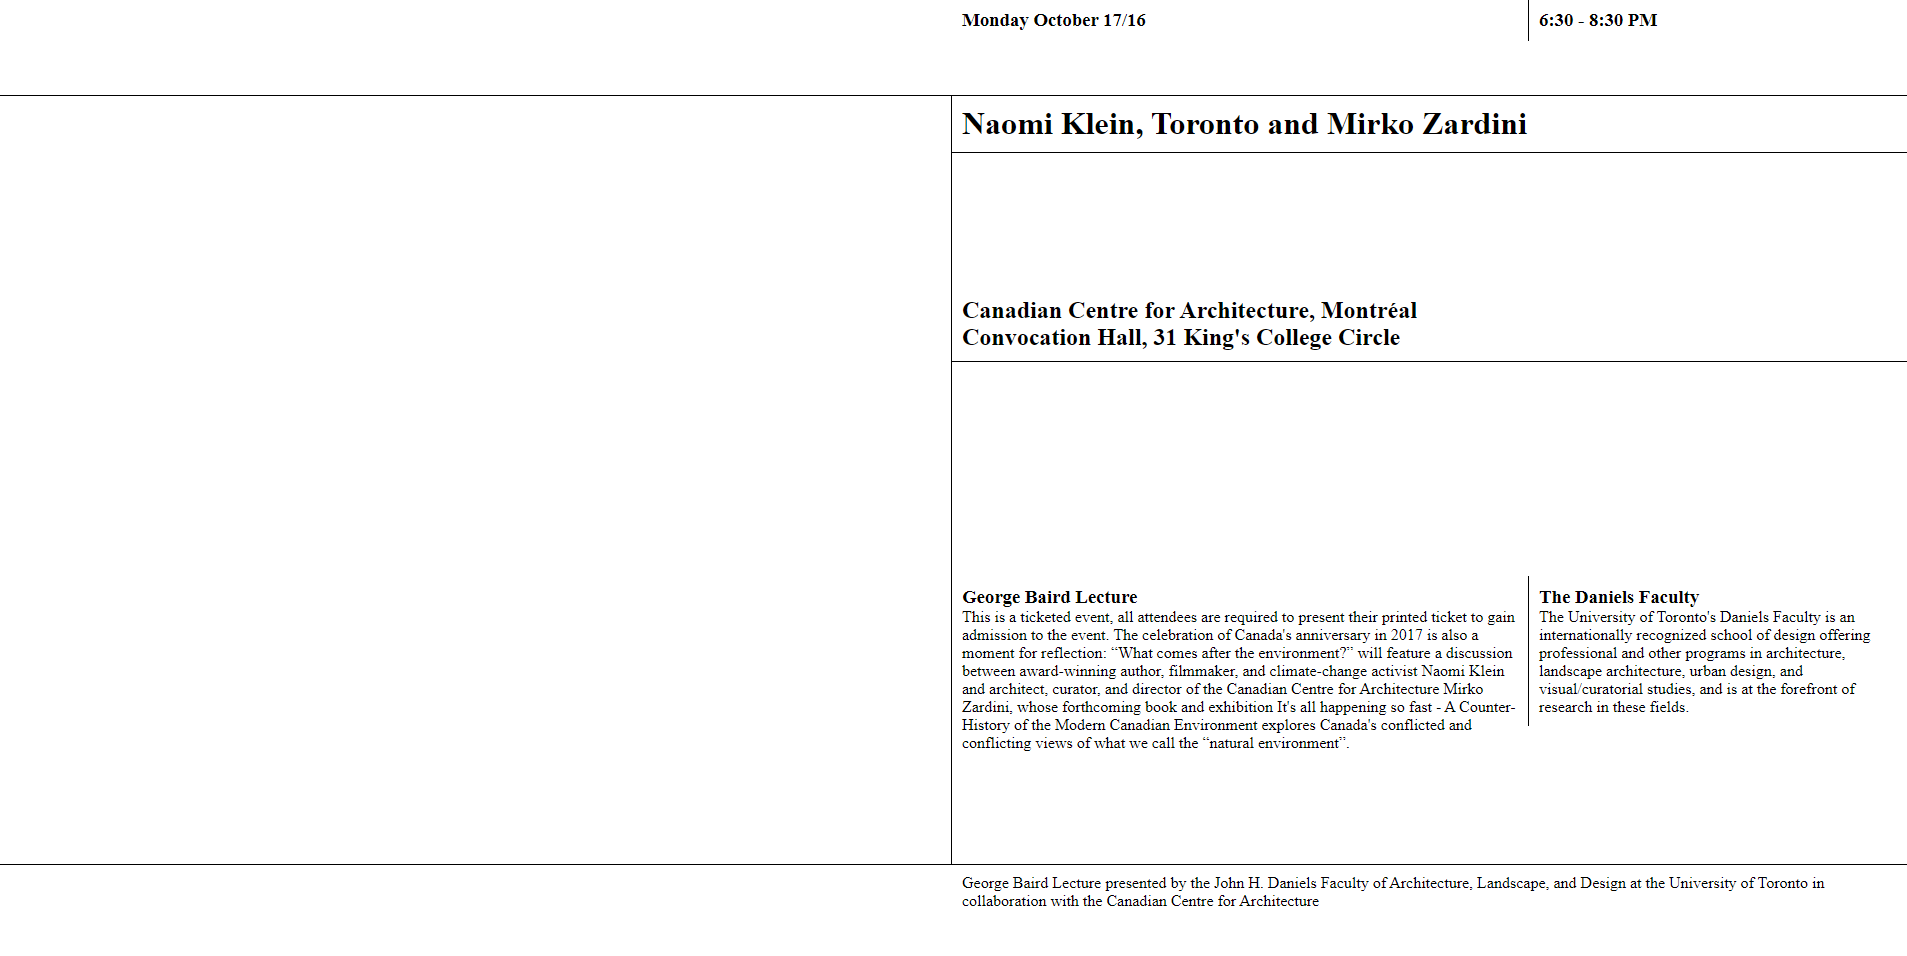 Monday October 17/16
6:30 - 8:30 PM
Naomi Klein, Toronto and Mirko Zardini
Canadian Centre for Architecture, Montréal
Convocation Hall, 31 King's College Circle
George Baird Lecture
This is a ticketed event, all attendees are required to present their printed ticket to gain
admission to the event. The celebration of Canada's anniversary in 2017 is also a
moment for reflection: “What comes after the environment?” will feature a discussion
between award-winning author, filmmaker, and climate-change activist Naomi Klein
and architect, curator, and director of the Canadian Centre for Architecture Mirko
Zardini, whose forthcoming book and exhibition It's all happening so fast - A Counter-
History of the Modern Canadian Environment explores Canada's conflicted and
conflicting views of what we call the “natural environment”.
The Daniels Faculty
The University of Toronto's Daniels Faculty is an
internationally recognized school of design offering
professional and other programs in architecture,
landscape architecture, urban design, and
visual/curatorial studies, and is at the forefront of
research in these fields.
George Baird Lecture presented by the John H. Daniels Faculty of Architecture, Landscape, and Design at the University of Toronto in
collaboration with the Canadian Centre for Architecture